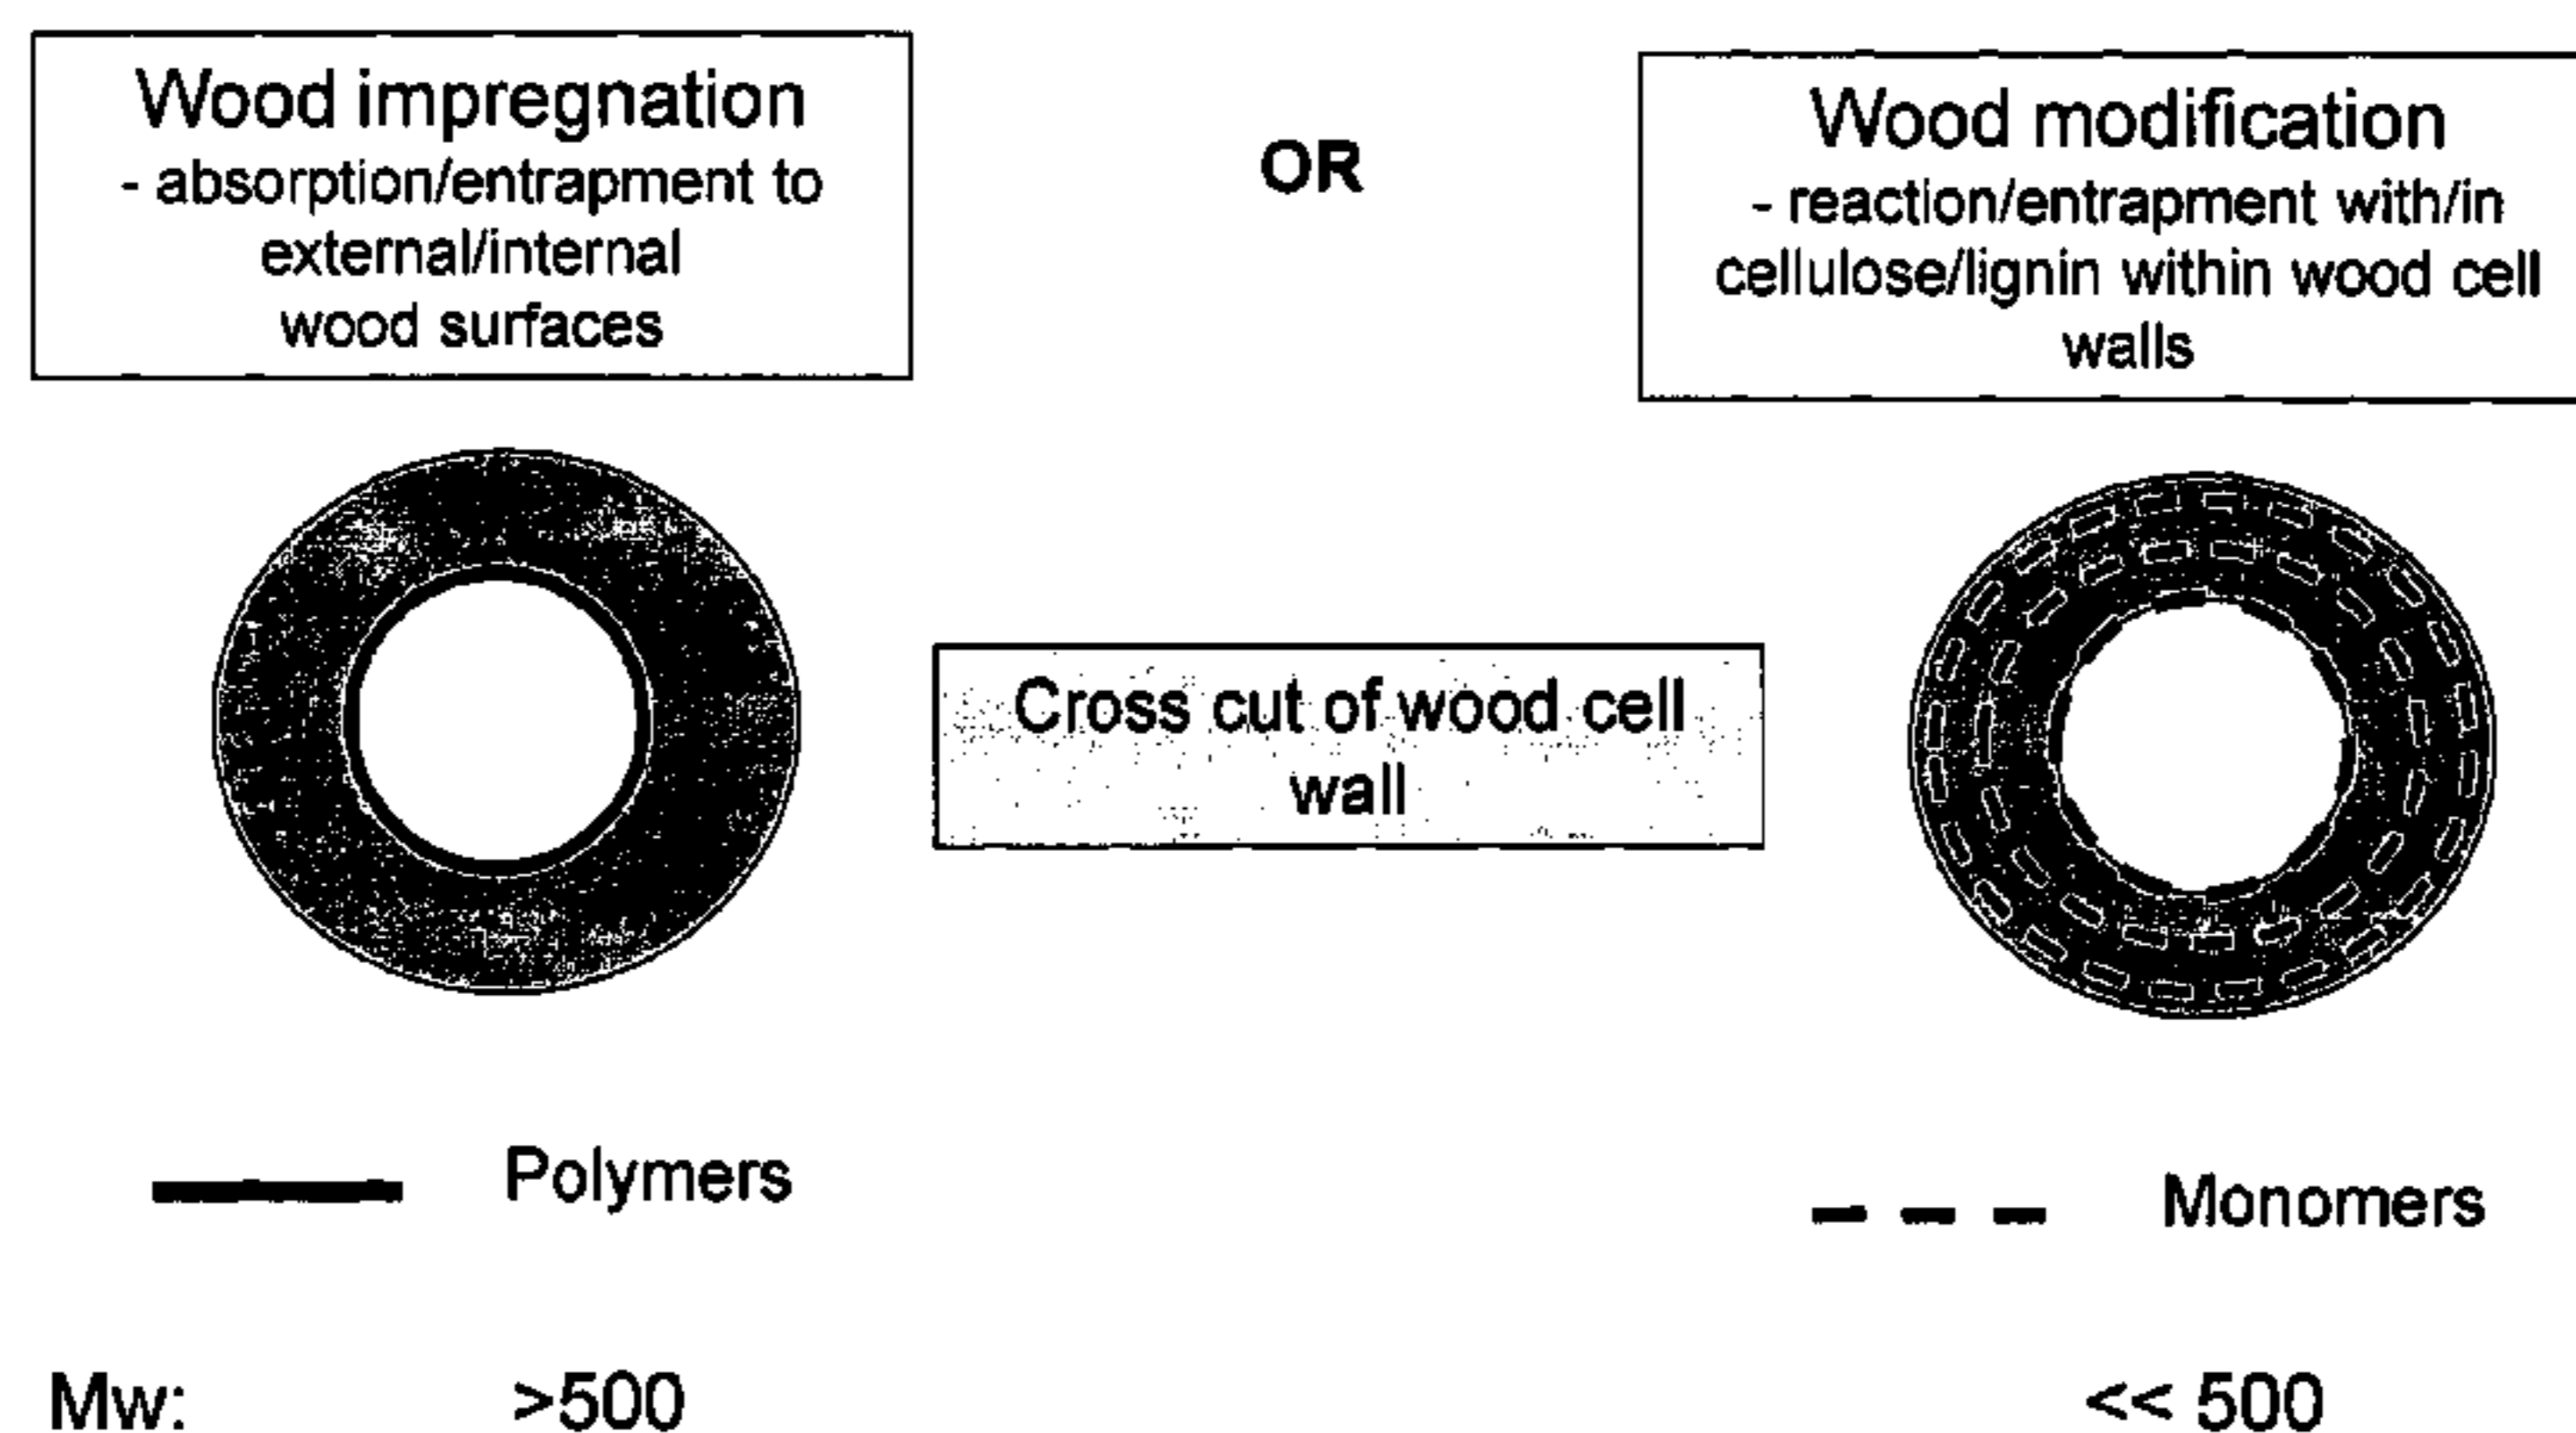 Wood impregnation
- absorption/entrapment to
external/internal
wood surfaces
OR
Wood modification
- reaction/entrapment with/in
cellulose/lignin within wood cell
walls
Cross cut of wood cell
wall
Polymers
Monomers
Mw: >500 << 500